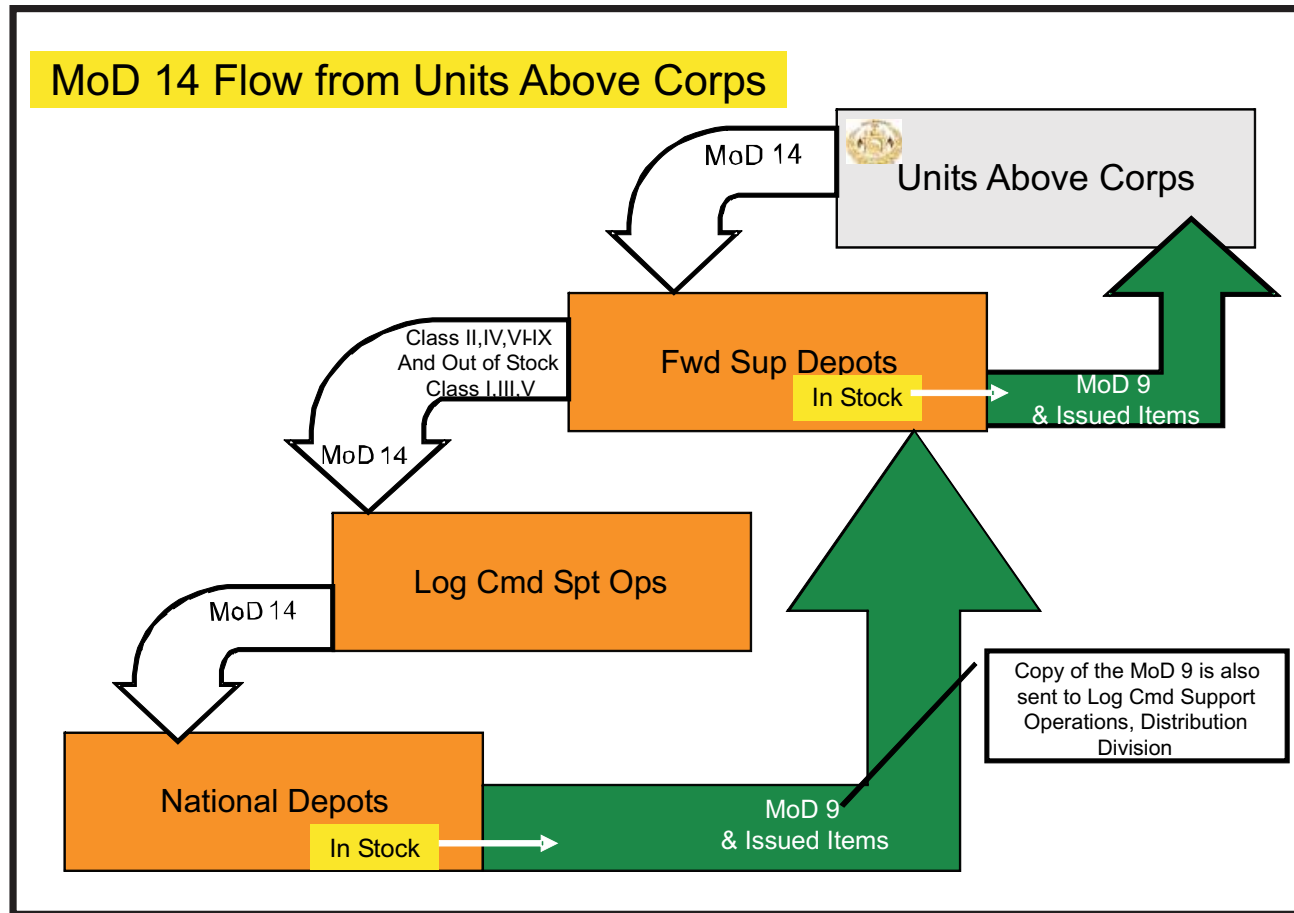 MoD 14 Flow from Units Above Corps
MoD 14
Units Above Corps
Class II,IV,VI-IX
And Out of Stock
Class I,III,V
MoD 14
Fwd Sup Depots
In Stock
MoD 9
& Issued Items
Log Cmd Spt Ops
MoD 14
Copy of the MoD 9 is also
sent to Log Cmd Support
Operations, Distribution
Division
National Depots
In Stock
MoD 9
& Issued Items